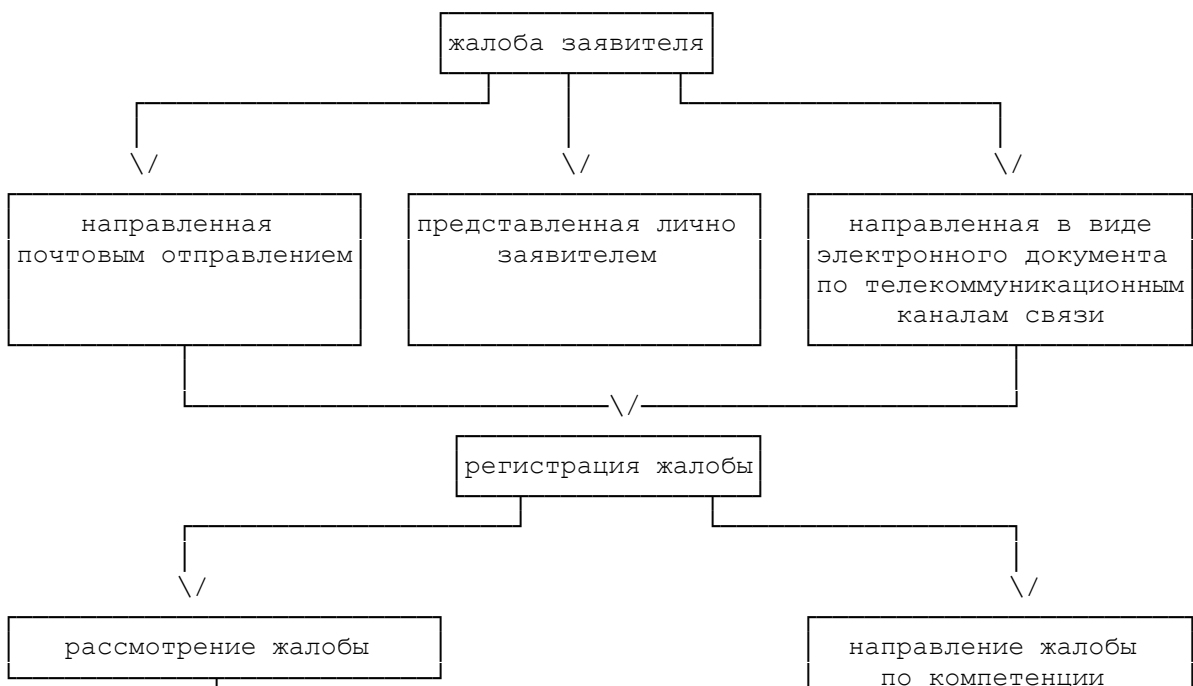 жалоба заявителя
направленная
почтовым отправлением
представленная лично
заявителем
направленная в виде
электронного документа
по телекоммуникационным
каналам связи
регистрация жалобы
рассмотрение жалобы
направление жалобы
по компетенции